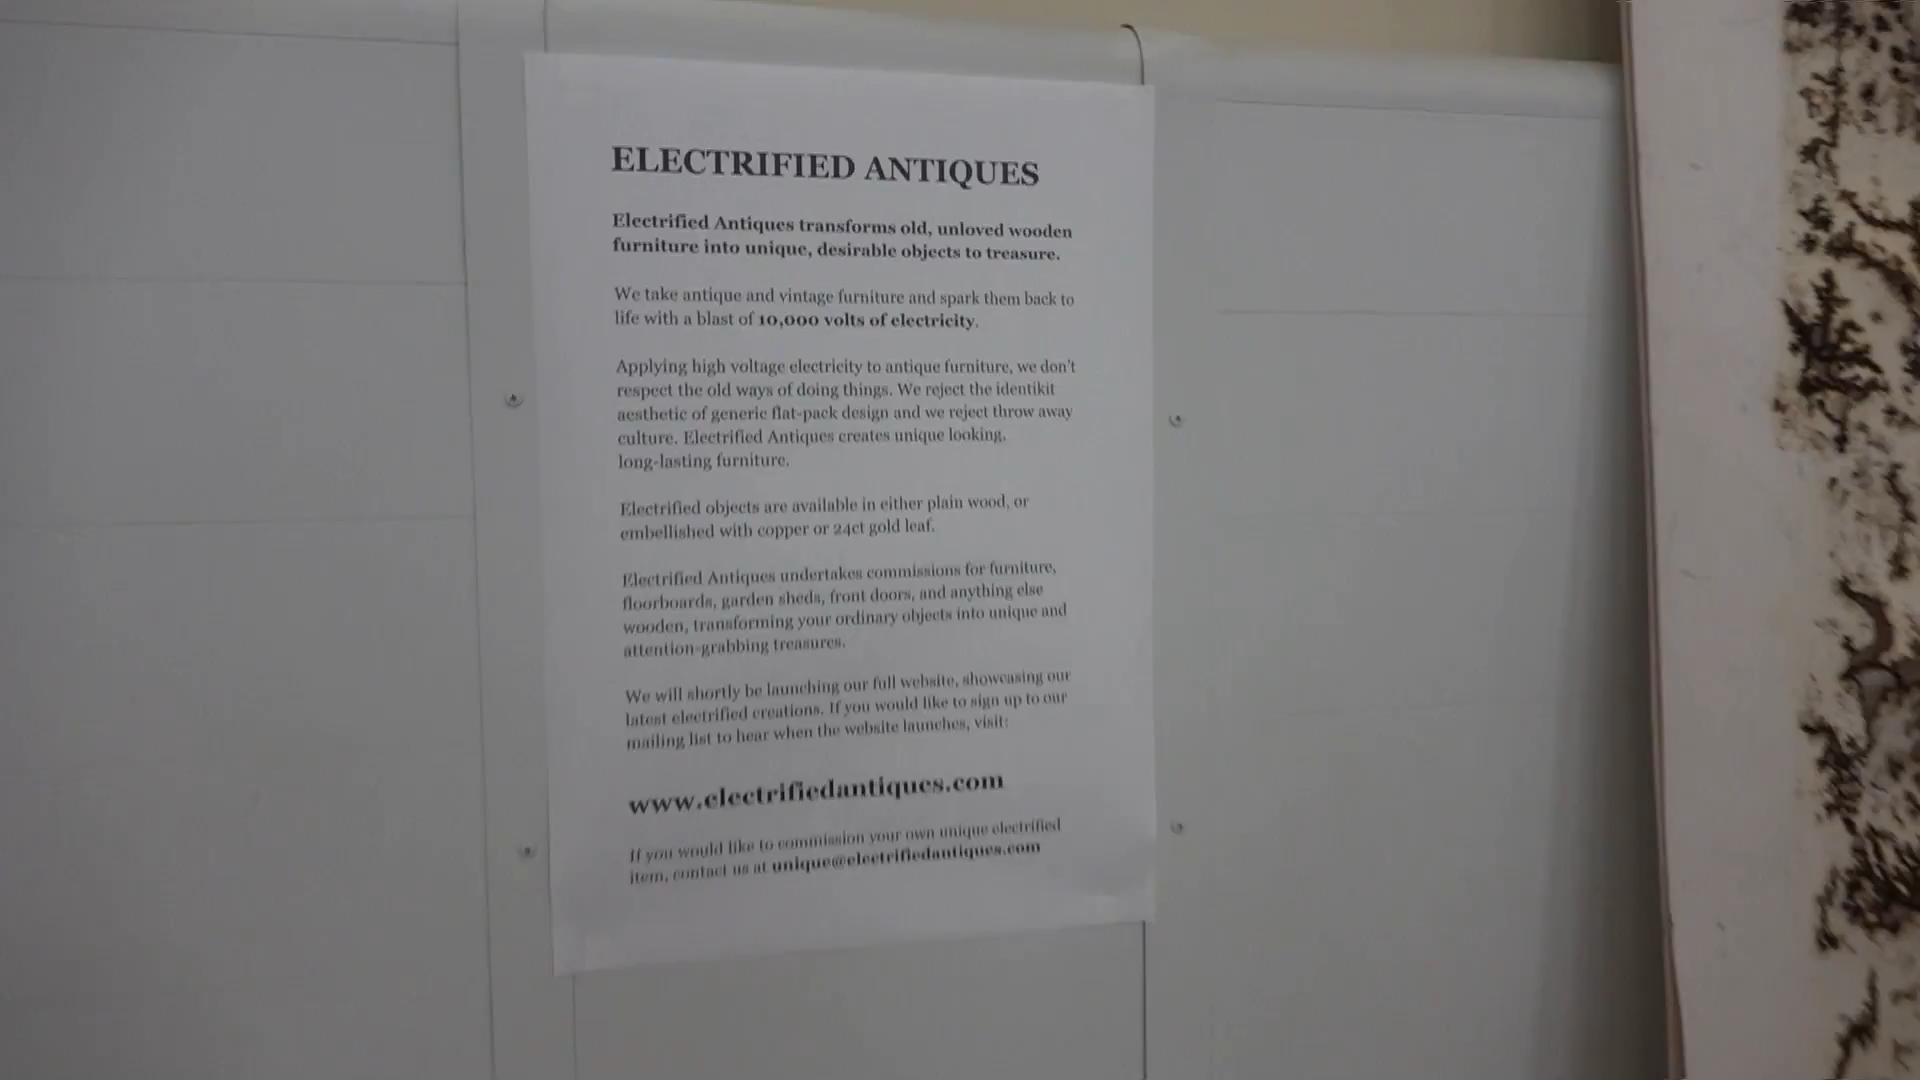 ELECTRIFIED ANTIQUES
Electrified Antiques transforms old, unloved wooden
furniture into unique, desirable objects to treasure.
We take antique and vintage furniture and spark them back to
life with a blast of 10,000 volts of electricity.
Applying high voltage electricity to antique furniture, we don't
respect the old ways of doing things. We reject the identikit
aesthetic of generic flat-pack design and we reject throw away
culture. Electrified Antiques creates unique looking,
long-lasting furniture.
Electrified objects are available in either plain wood, or
embellished with copper or 24ct gold leaf.
Electrified Antiques undertakes commissions for furniture,
floorboards, garden sheds, front doors, and anything else
wooden, transforming your ordinary objects into unique and
attention-grabbing treasures.
We will shortly be launching our full website, showcasing our
latest electrified creations. If you would like to sign up to our
mailing list to hear when the website launches, visit:
www.electrifiedantiques.com
If you would like to commission your own unique electrified
item, contact us at unique@electrifiedantiques.com